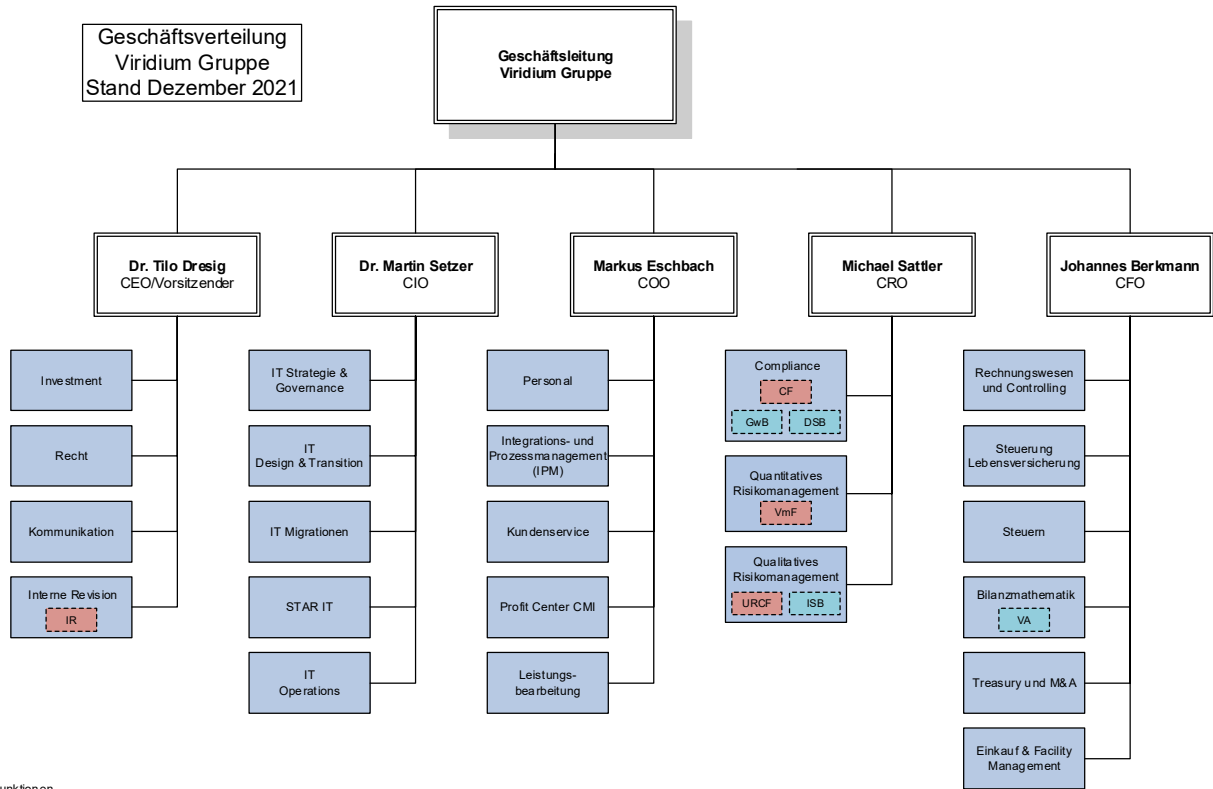 Geschäftsverteilung
Viridium Gruppe
Stand Dezember 2021
Geschäftsleitung
Viridium Gruppe
Dr. Tilo Dresig
CEO/Vorsitzender
Dr. Martin Setzer
CIO
Markus Eschbach
COO
Michael Sattler
CRO
Johannes Berkmann
CFO
Investment
Recht
Kommunikation
Interne Revision
IR
IT Strategie &
Governance
IT
Design & Transition
IT Migrationen
STAR IT
IT
Operations
Personal
Integrations- und
Prozessmanagement
(IPM)
Kundenservice
Profit Center CMI
Leistungs-
bearbeitung
Compliance
CF
GwB DSB
Quantitatives
Risikomanagement
VmF
Qualitatives
Risikomanagement
URCF ISB
Rechnungswesen
und Controlling
Steuerung
Lebensversicherung
Steuern
Bilanzmathematik
VA
Treasury und M&A
Einkauf & Facility
Management